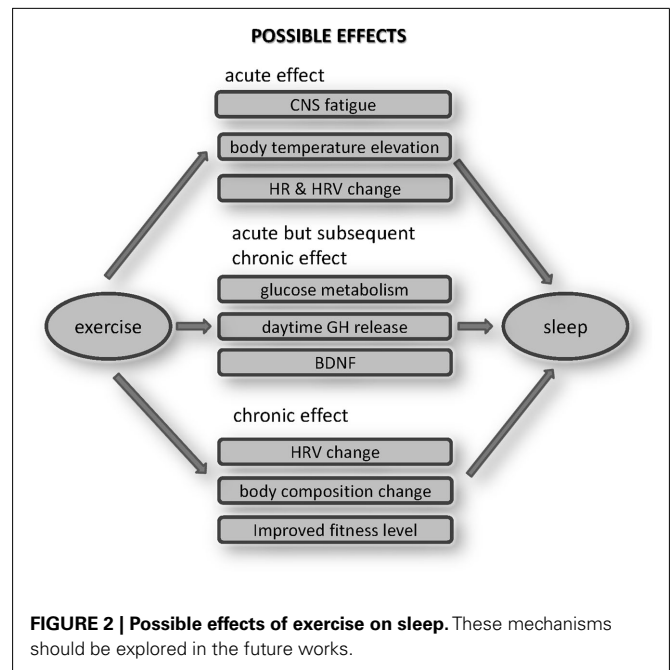 POSSIBLE EFFECTS
acute effect
CNS fatigue
body temperature elevation
HR & HRV change
acute but subsequent
chronic effect
glucose metabolism
exercise
daytime GH release
sleep
BDNF
chronic effect
HRV change
body composition change
Improved fitness level
FIGURE 2 | Possible effects of exercise on sleep. These mechanisms
should be explored in the future works.